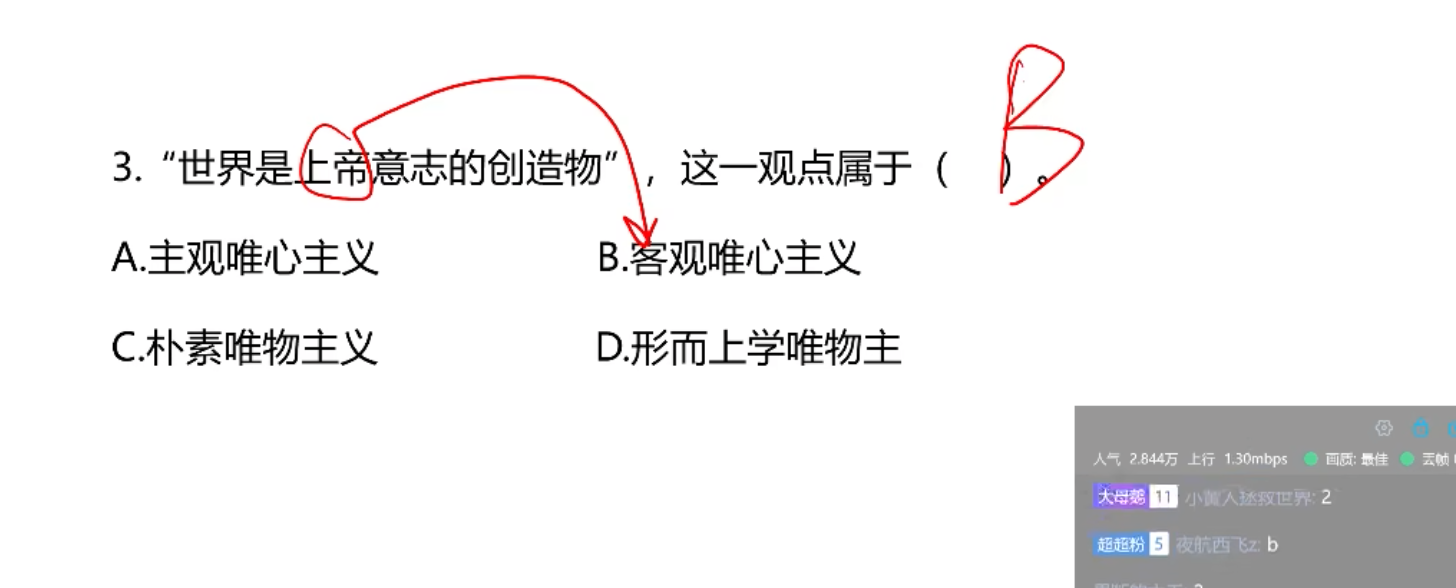 B
3.“世界是上帝意志的创造物”，这一观点属于（ ）。
A.主观唯心主义 B.客观唯心主义
C.朴素唯物主义 D.形而上学唯物主
人气 2.844万 上行 1.30mbps 画质: 最佳 丢帧
大母鹅 11 小黄人拯救世界: 2
超超粉 5 夜航西飞z: b